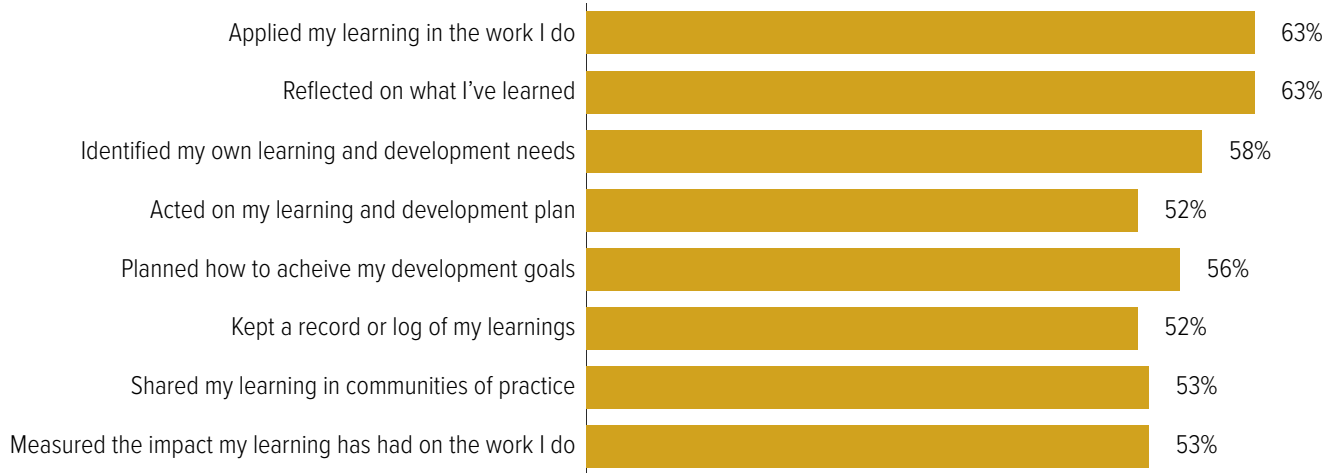 Applied my learning in the work I do 63%
Reflected on what I've learned 63%
Identified my own learning and development needs 58%
Acted on my learning and development plan 52%
Planned how to acheive my development goals 56%
Kept a record or log of my learnings 52%
Shared my learning in communities of practice 53%
Measured the impact my learning has had on the work I do 53%